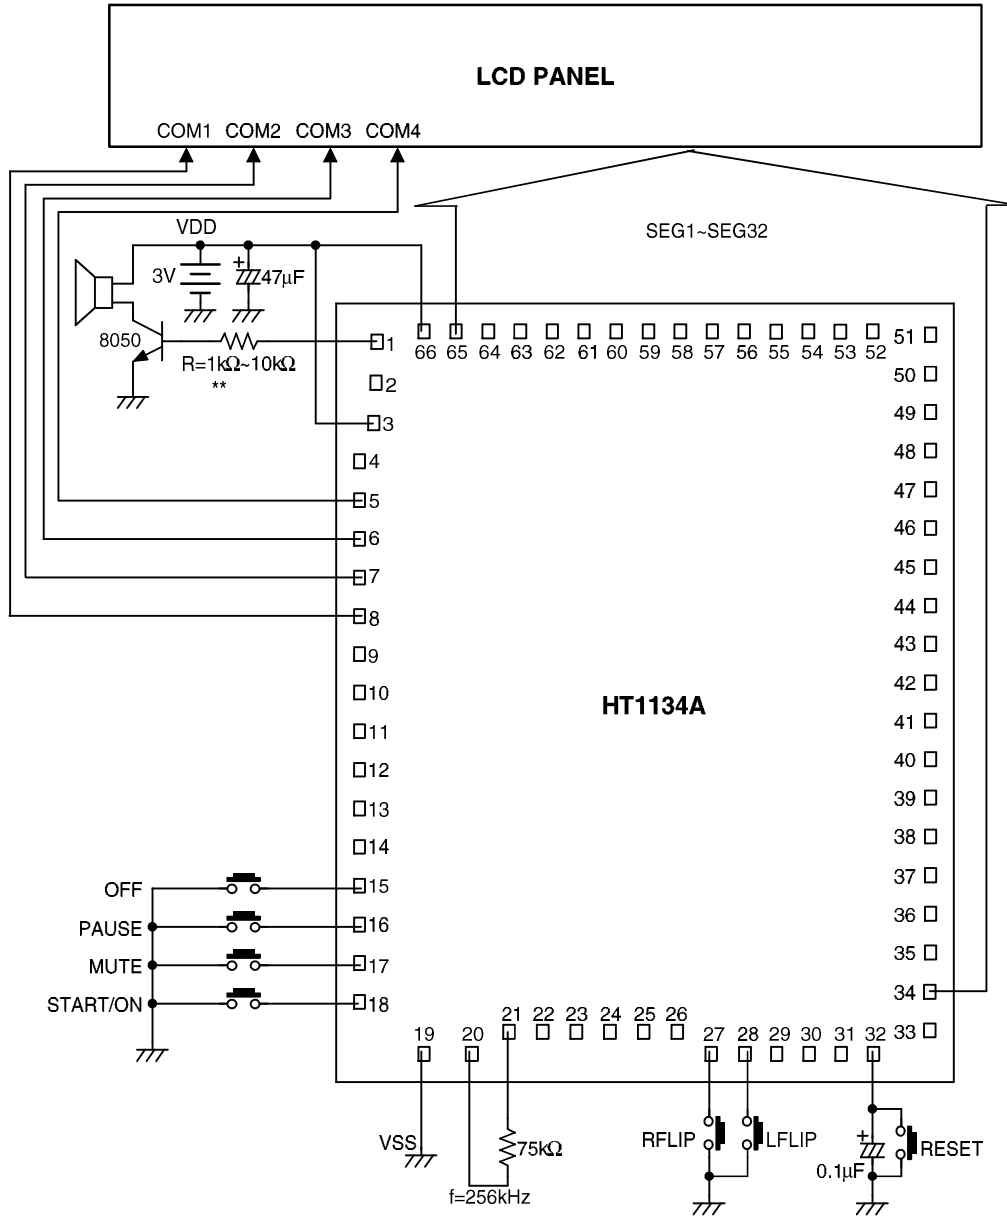 LCD PANEL
COM1 COM2 COM3 COM4
VDD
SEG1~SEG32
3V
47μF
8050
R=1kΩ~10kΩ
**
1
2
3
4
5
6
7
8
9
10
11
12
13
14
15
16
17
18
66 65 64 63 62 61 60 59 58 57 56 55 54 53 52
51
50
49
48
47
46
45
44
43
42
41
40
39
38
37
36
35
34
33
HT1134A
OFF
PAUSE
MUTE
START/ON
19 20 21 22 23 24 25 26 27 28 29 30 31 32
VSS
75kΩ
f=256kHz
RFLIP
LFLIP
+
0.1μF
RESET
+